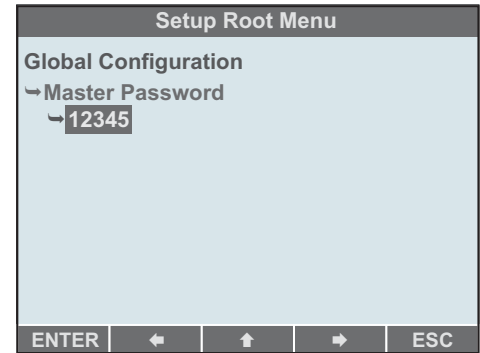 Setup Root Menu
Global Configuration
➥Master Password
➥12345
ENTER ← ↑ → ESC